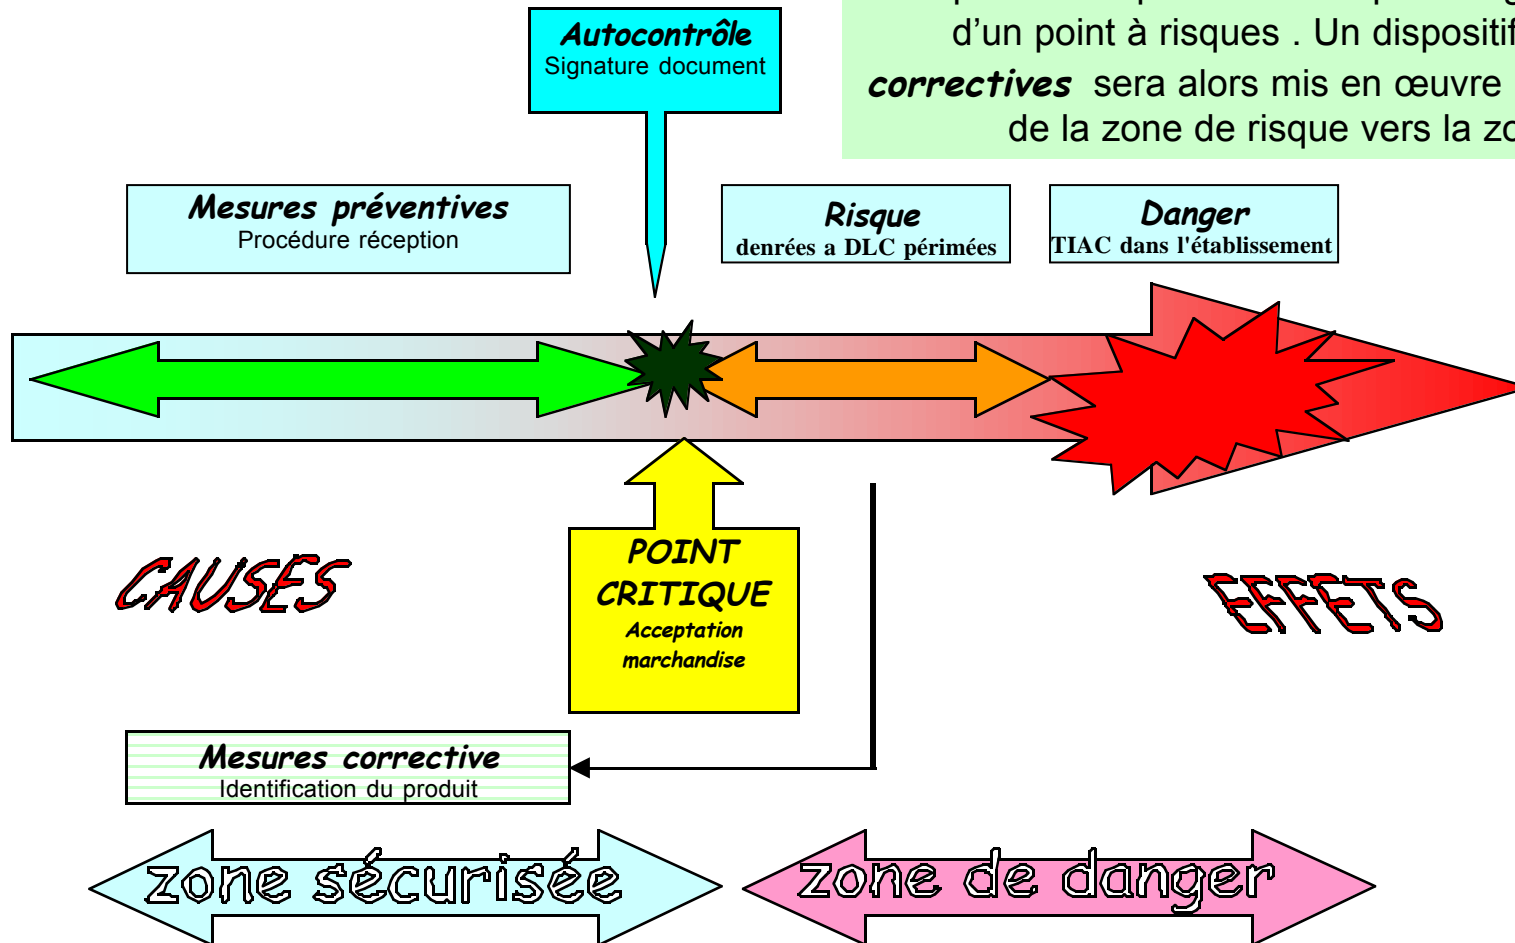 Autocontrôle
Signature document
d'un point à risques . Un dispositif
correctives sera alors mis en œuvre
de la zone de risque vers la
Mesures préventives
Procédure réception
Risque
denrées a DLC périmées
Danger
TIAC dans l'établissement
CAUSES
POINT
CRITIQUE
Acceptation
marchandise
EFFETS
Mesures corrective
Identification du produit
zone sécurisée
zone de danger